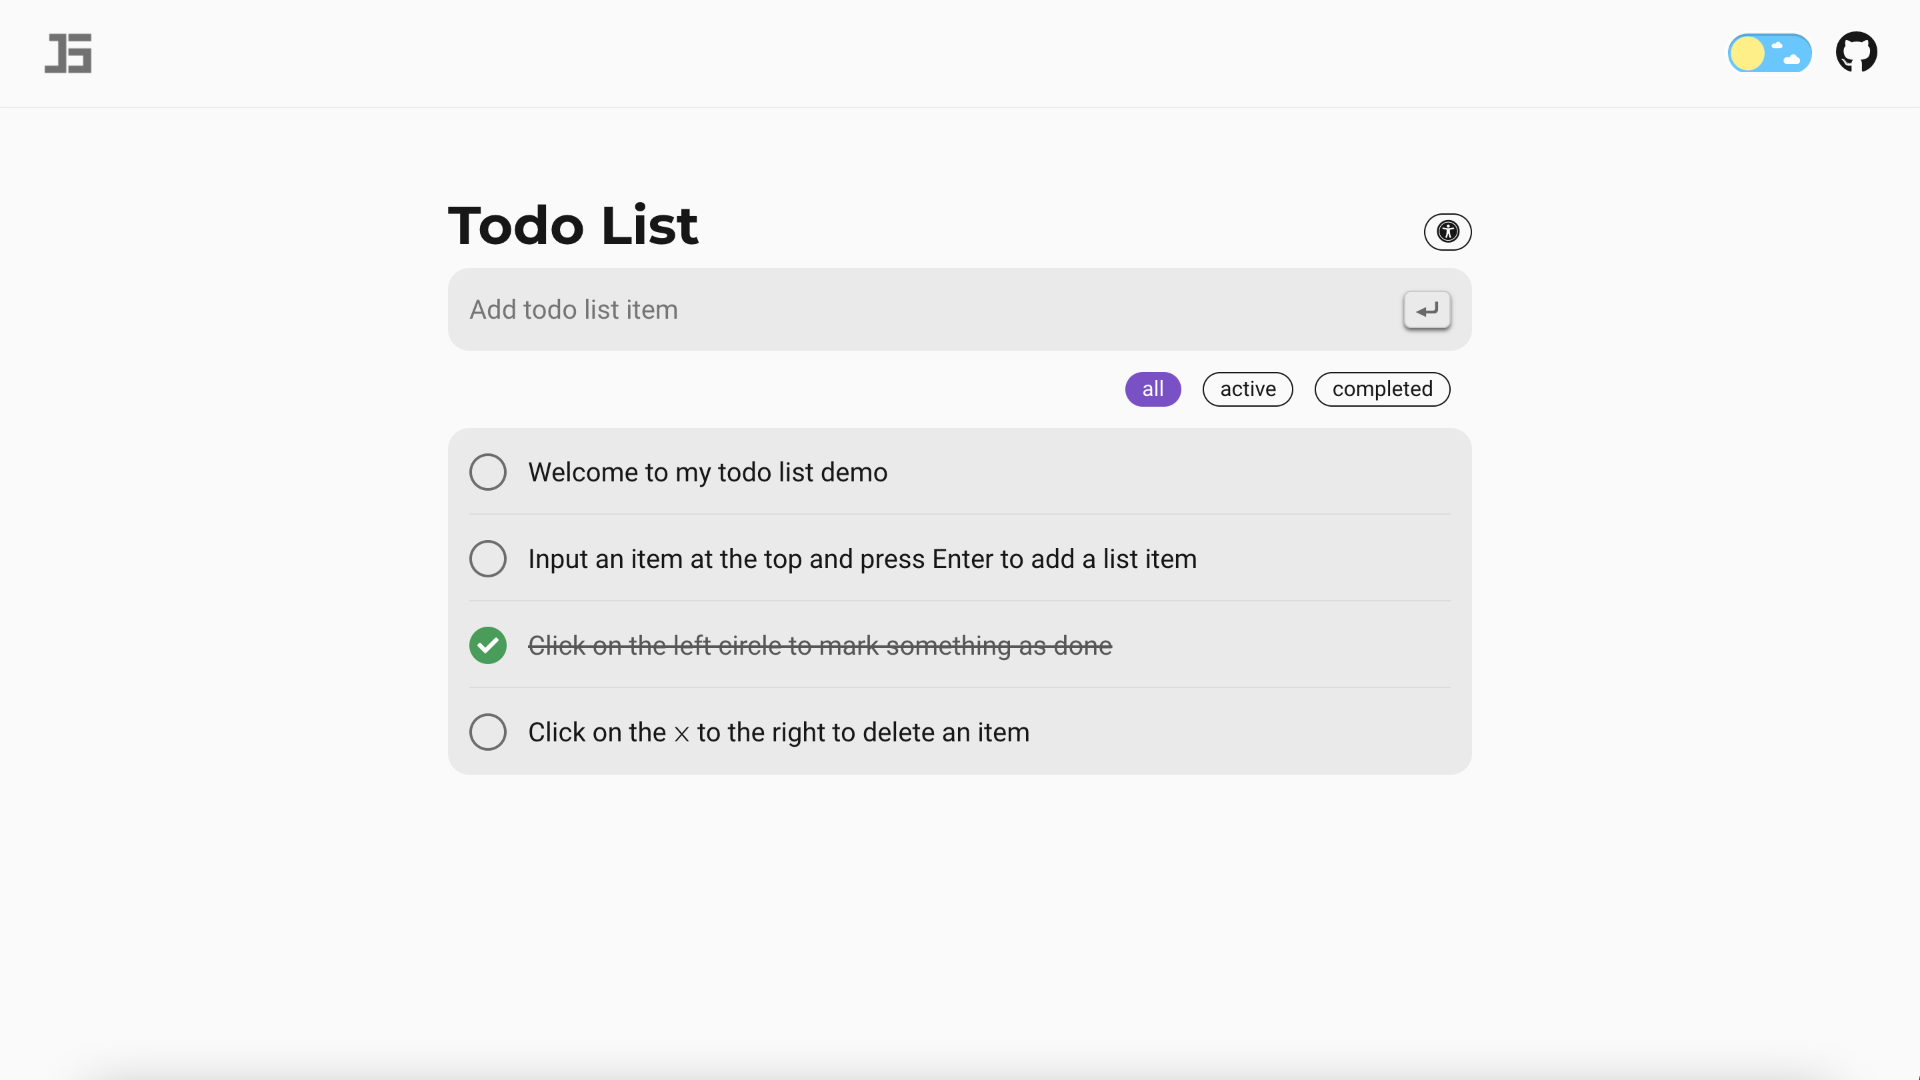 JG
Todo List
Add todo list item
all
active
completed
Welcome to my todo list demo
Input an item at the top and press Enter to add a list item
Click on the left circle to mark something as done
Click on the × to the right to delete an item